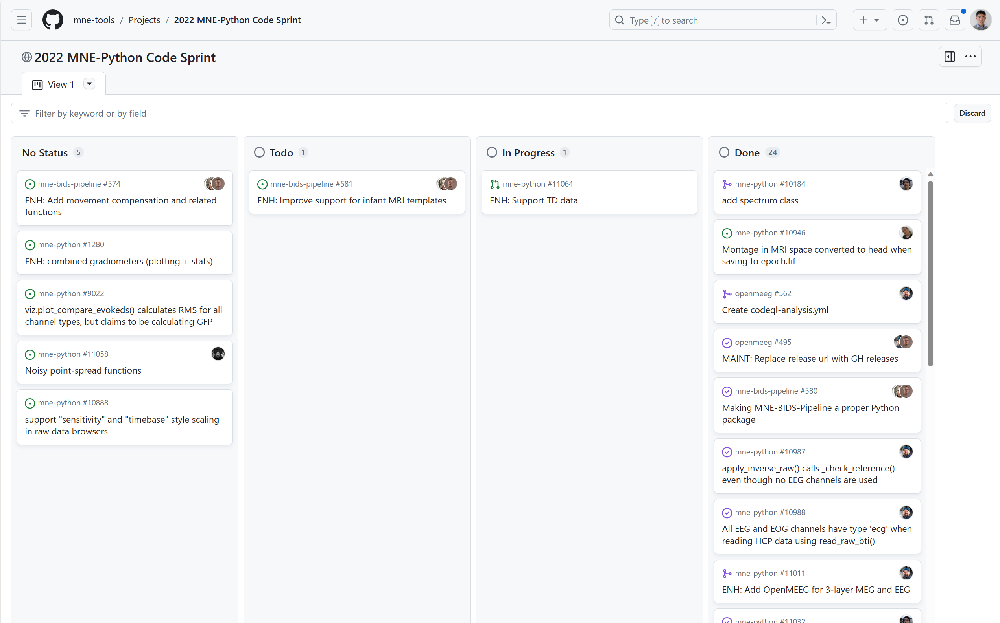 mne-tools / Projects / 2022 MNE-Python Code Sprint
Type / to search
2022 MNE-Python Code Sprint
View 1
Filter by keyword or by field
Discard
No Status 5
mne-bids-pipeline #574
ENH: Add movement compensation and related
functions
mne-python #1280
ENH: combined gradiometers (plotting + stats)
mne-python #9022
viz.plot_compare_evokeds() calculates RMS for all
channel types, but claims to be calculating GFP
mne-python #11058
Noisy point-spread functions
mne-python #10888
support "sensitivity" and "timebase" style scaling
in raw data browsers
Todo 1
mne-bids-pipeline #581
ENH: Improve support for infant MRI templates
In Progress 1
mne-python #11064
ENH: Support TD data
Done 24
mne-python #10184
add spectrum class
mne-python #10946
Montage in MRI space converted to head when
saving to epoch.fif
openmeeg #562
Create codeql-analysis.yml
openmeeg #495
MAINT: Replace release url with GH releases
mne-bids-pipeline #580
Making MNE-BIDS-Pipeline a proper Python
package
mne-python #10987
apply_inverse_raw() calls _check_reference()
even though no EEG channels are used
mne-python #10988
All EEG and EOG channels have type 'ecg' when
reading HCP data using read_raw_bti()
mne-python #11011
ENH: Add OpenMEEG for 3-layer MEG and EEG
mne-python #11032